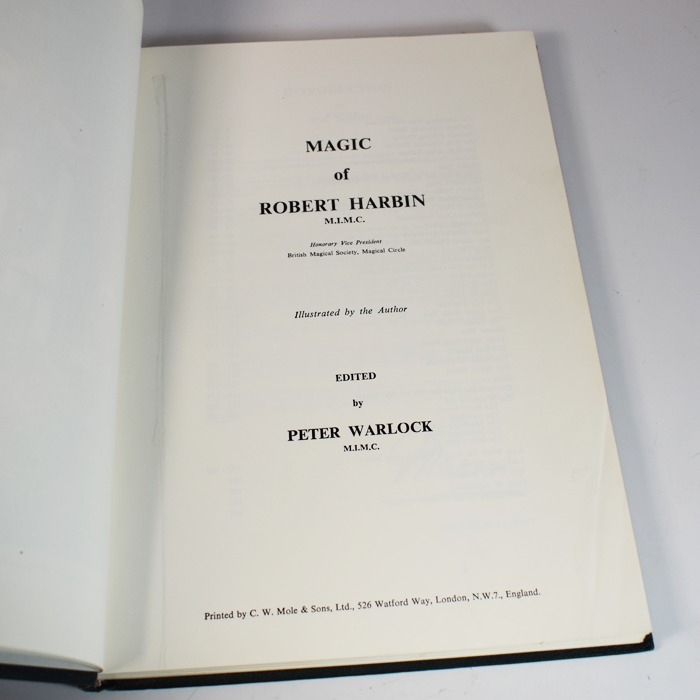 MAGIC
of
ROBERT HARBIN
M.I.M.C.
Honorary Vice President
British Magical Society, Magical Circle
Illustrated by the Author
EDITED
by
PETER WARLOCK
M.I.M.C.
Printed by C. W. Mole & Sons, Ltd., 526 Watford Way, London, N.W.7., England.